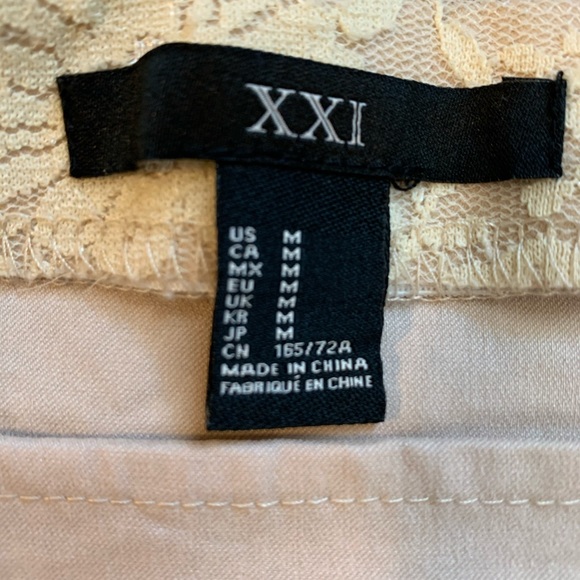 XXI
US M
CA M
MX M
EU M
UK M
KR M
JP M
CN 165/72A
MADE IN CHINA
FABRIQUÉ EN CHINE